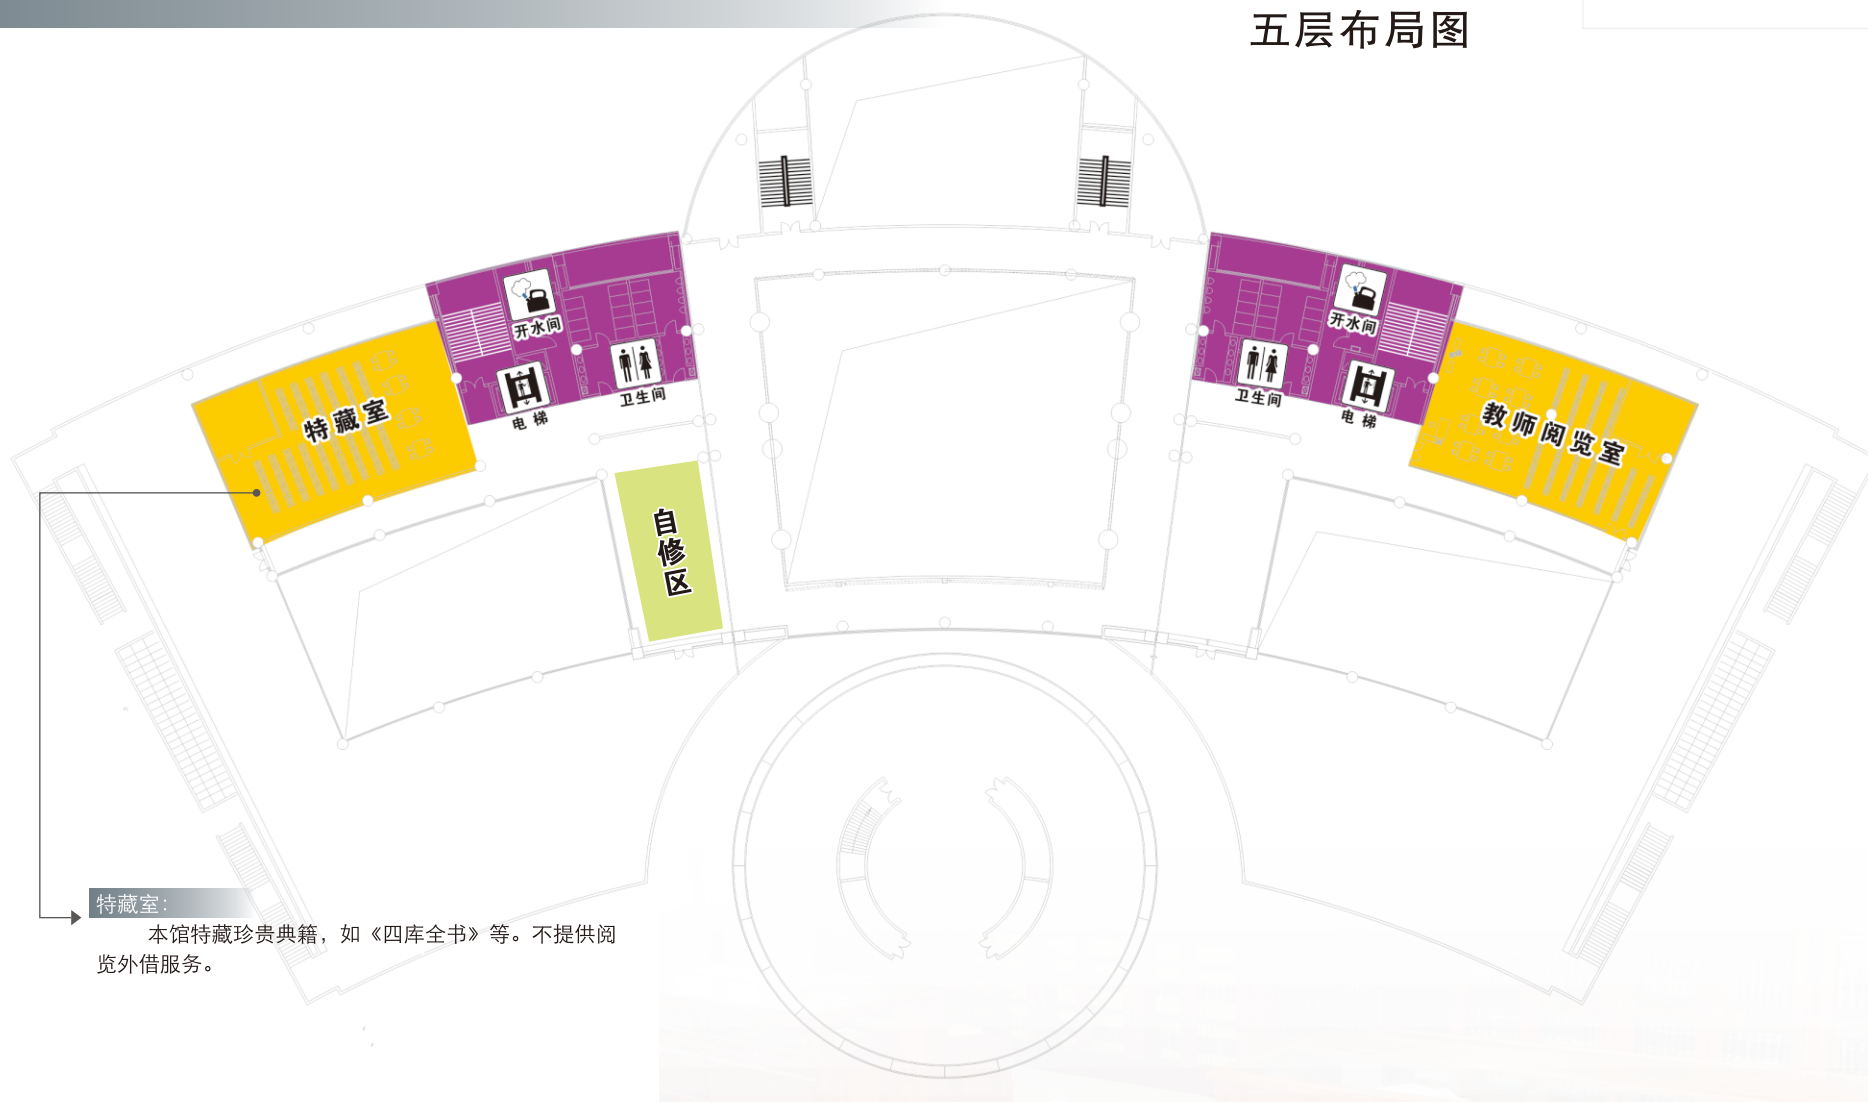 五层布局图
开水间
开水间
卫生间
卫生间
电梯
电梯
特藏室
教师阅览室
自修区
特藏室：
本馆特藏珍贵典籍，如《四库全书》等。不提供阅
览外借服务。